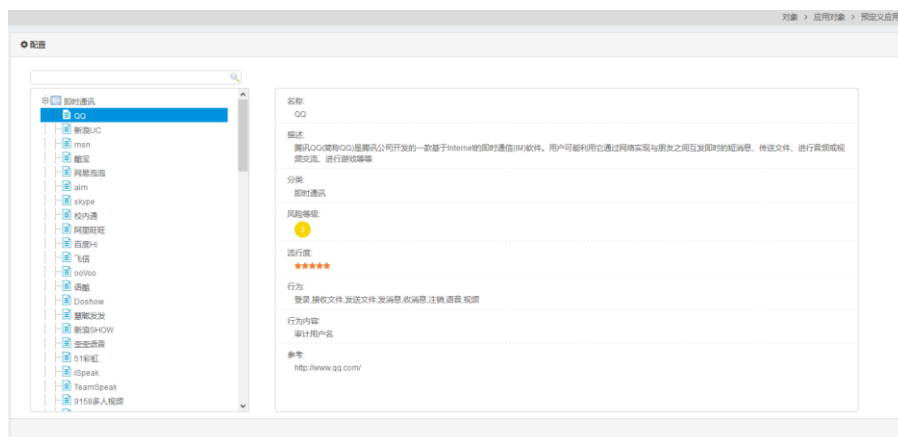 对象 > 应用对象 > 预定义应用
配置
即时通讯
QQ
新浪UC
msn
酷宝
网易泡泡
aim
skype
校内通
阿里旺旺
百度Hi
飞信
ooVoo
语酷
Doshow
慧聪发发
新浪SHOW
歪歪语音
51彩虹
iSpeak
TeamSpeak
9158多人视频
名称:
QQ
描述:
腾讯QQ(简称QQ)是腾讯公司开发的一款基于Internet的即时通信(IM)软件。用户可能利用它通过网络实现与朋友之间互发即时的短消息、传送文件、进行音频或视
频交流、进行游戏等等.
分类:
即时通讯
风险等级:
流行度:
行为:
登录,接收文件,发送文件,发消息,收消息,注销,语音,视频
行为内容:
审计用户名
参考:
http://www.qq.com/